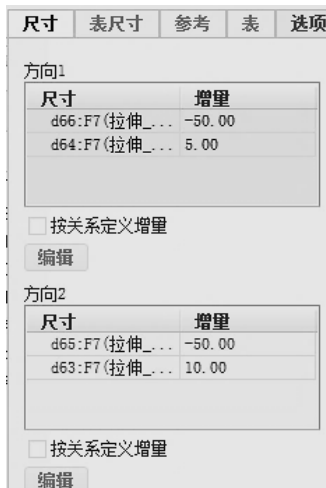 尺寸 表尺寸 参考 表 选项
方向1
尺寸 增量
d66:F7(拉伸_... -50.00
d64:F7(拉伸_... 5.00
按关系定义增量
编辑
方向2
尺寸 增量
d65:F7(拉伸_... -50.00
d63:F7(拉伸_... 10.00
按关系定义增量
编辑